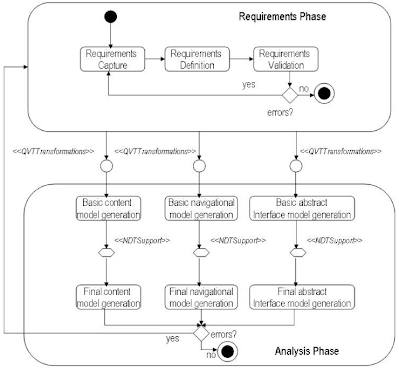 Requirements Phase
Requirements
Capture
Requirements
Definition
Requirements
Validation
yes
no
errors?
<<QVTTransformations>>
<<QVTTransformations>>
<<QVTTransformations>>
Basic content
model generation
Basic navigational
model generation
Basic abstract
Interface model generation
<<NDTSupport>>
<<NDTSupport>>
<<NDTSupport>>
Final content
model generation
Final navigational
model generation
Final abstract
Interface model generation
yes
errors?
no
Analysis Phase